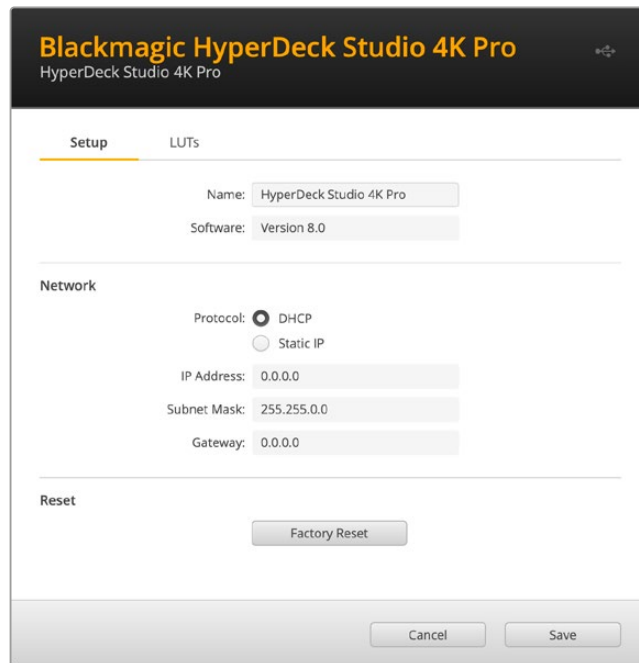 Blackmagic HyperDeck Studio 4K Pro
HyperDeck Studio 4K Pro
Setup LUTs
Name: HyperDeck Studio 4K Pro
Software: Version 8.0
Network
Protocol: DHCP
Static IP
IP Address: 0.0.0.0
Subnet Mask: 255.255.0.0
Gateway: 0.0.0.0
Reset
Factory Reset
Cancel Save